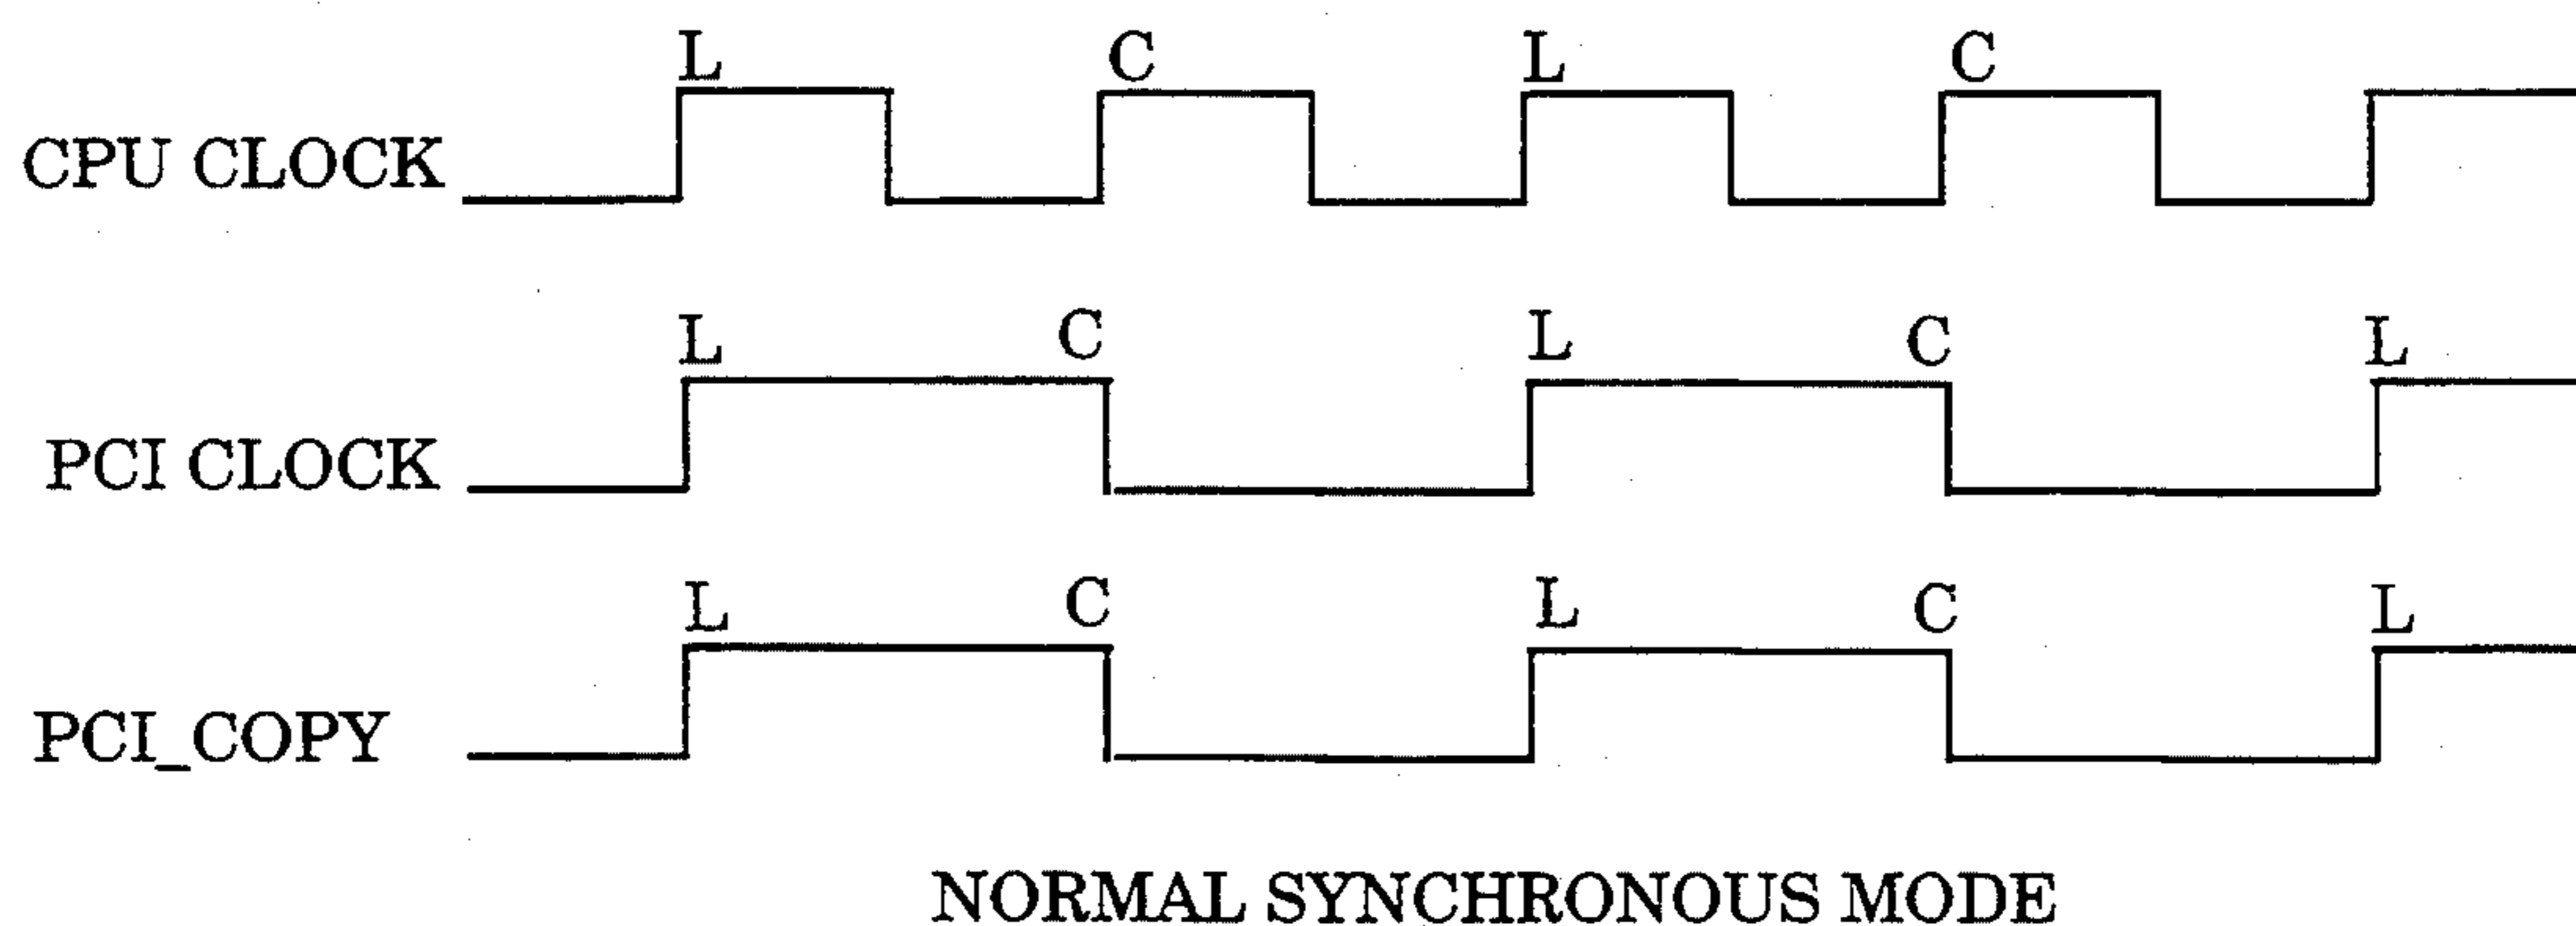 L C L C
CPU CLOCK
L C L C L
PCI CLOCK
L C L C L
PCI_COPY
NORMAL SYNCHRONOUS MODE